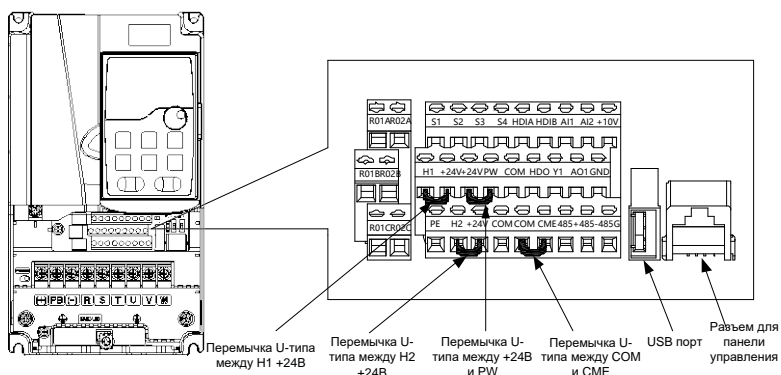 R01A R02A
S1 S2 S3 S4 HDIA HDIB AI1 AI2 +10V
H1 +24V +24V PW COM HDO Y1 AO1 GND
R01B R02B
R01C R02C
PE H2 +24V COM COM CME 485+ 485- 485G
(+) PB (-) R S T U V W
Перемычка U-типа
между H1 +24В
Перемычка U-
типа между H2
+24В
Перемычка U-
типа между +24В
и PW
Перемычка U-
типа между COM
и CME
USB порт
Разъем для
панели
управления